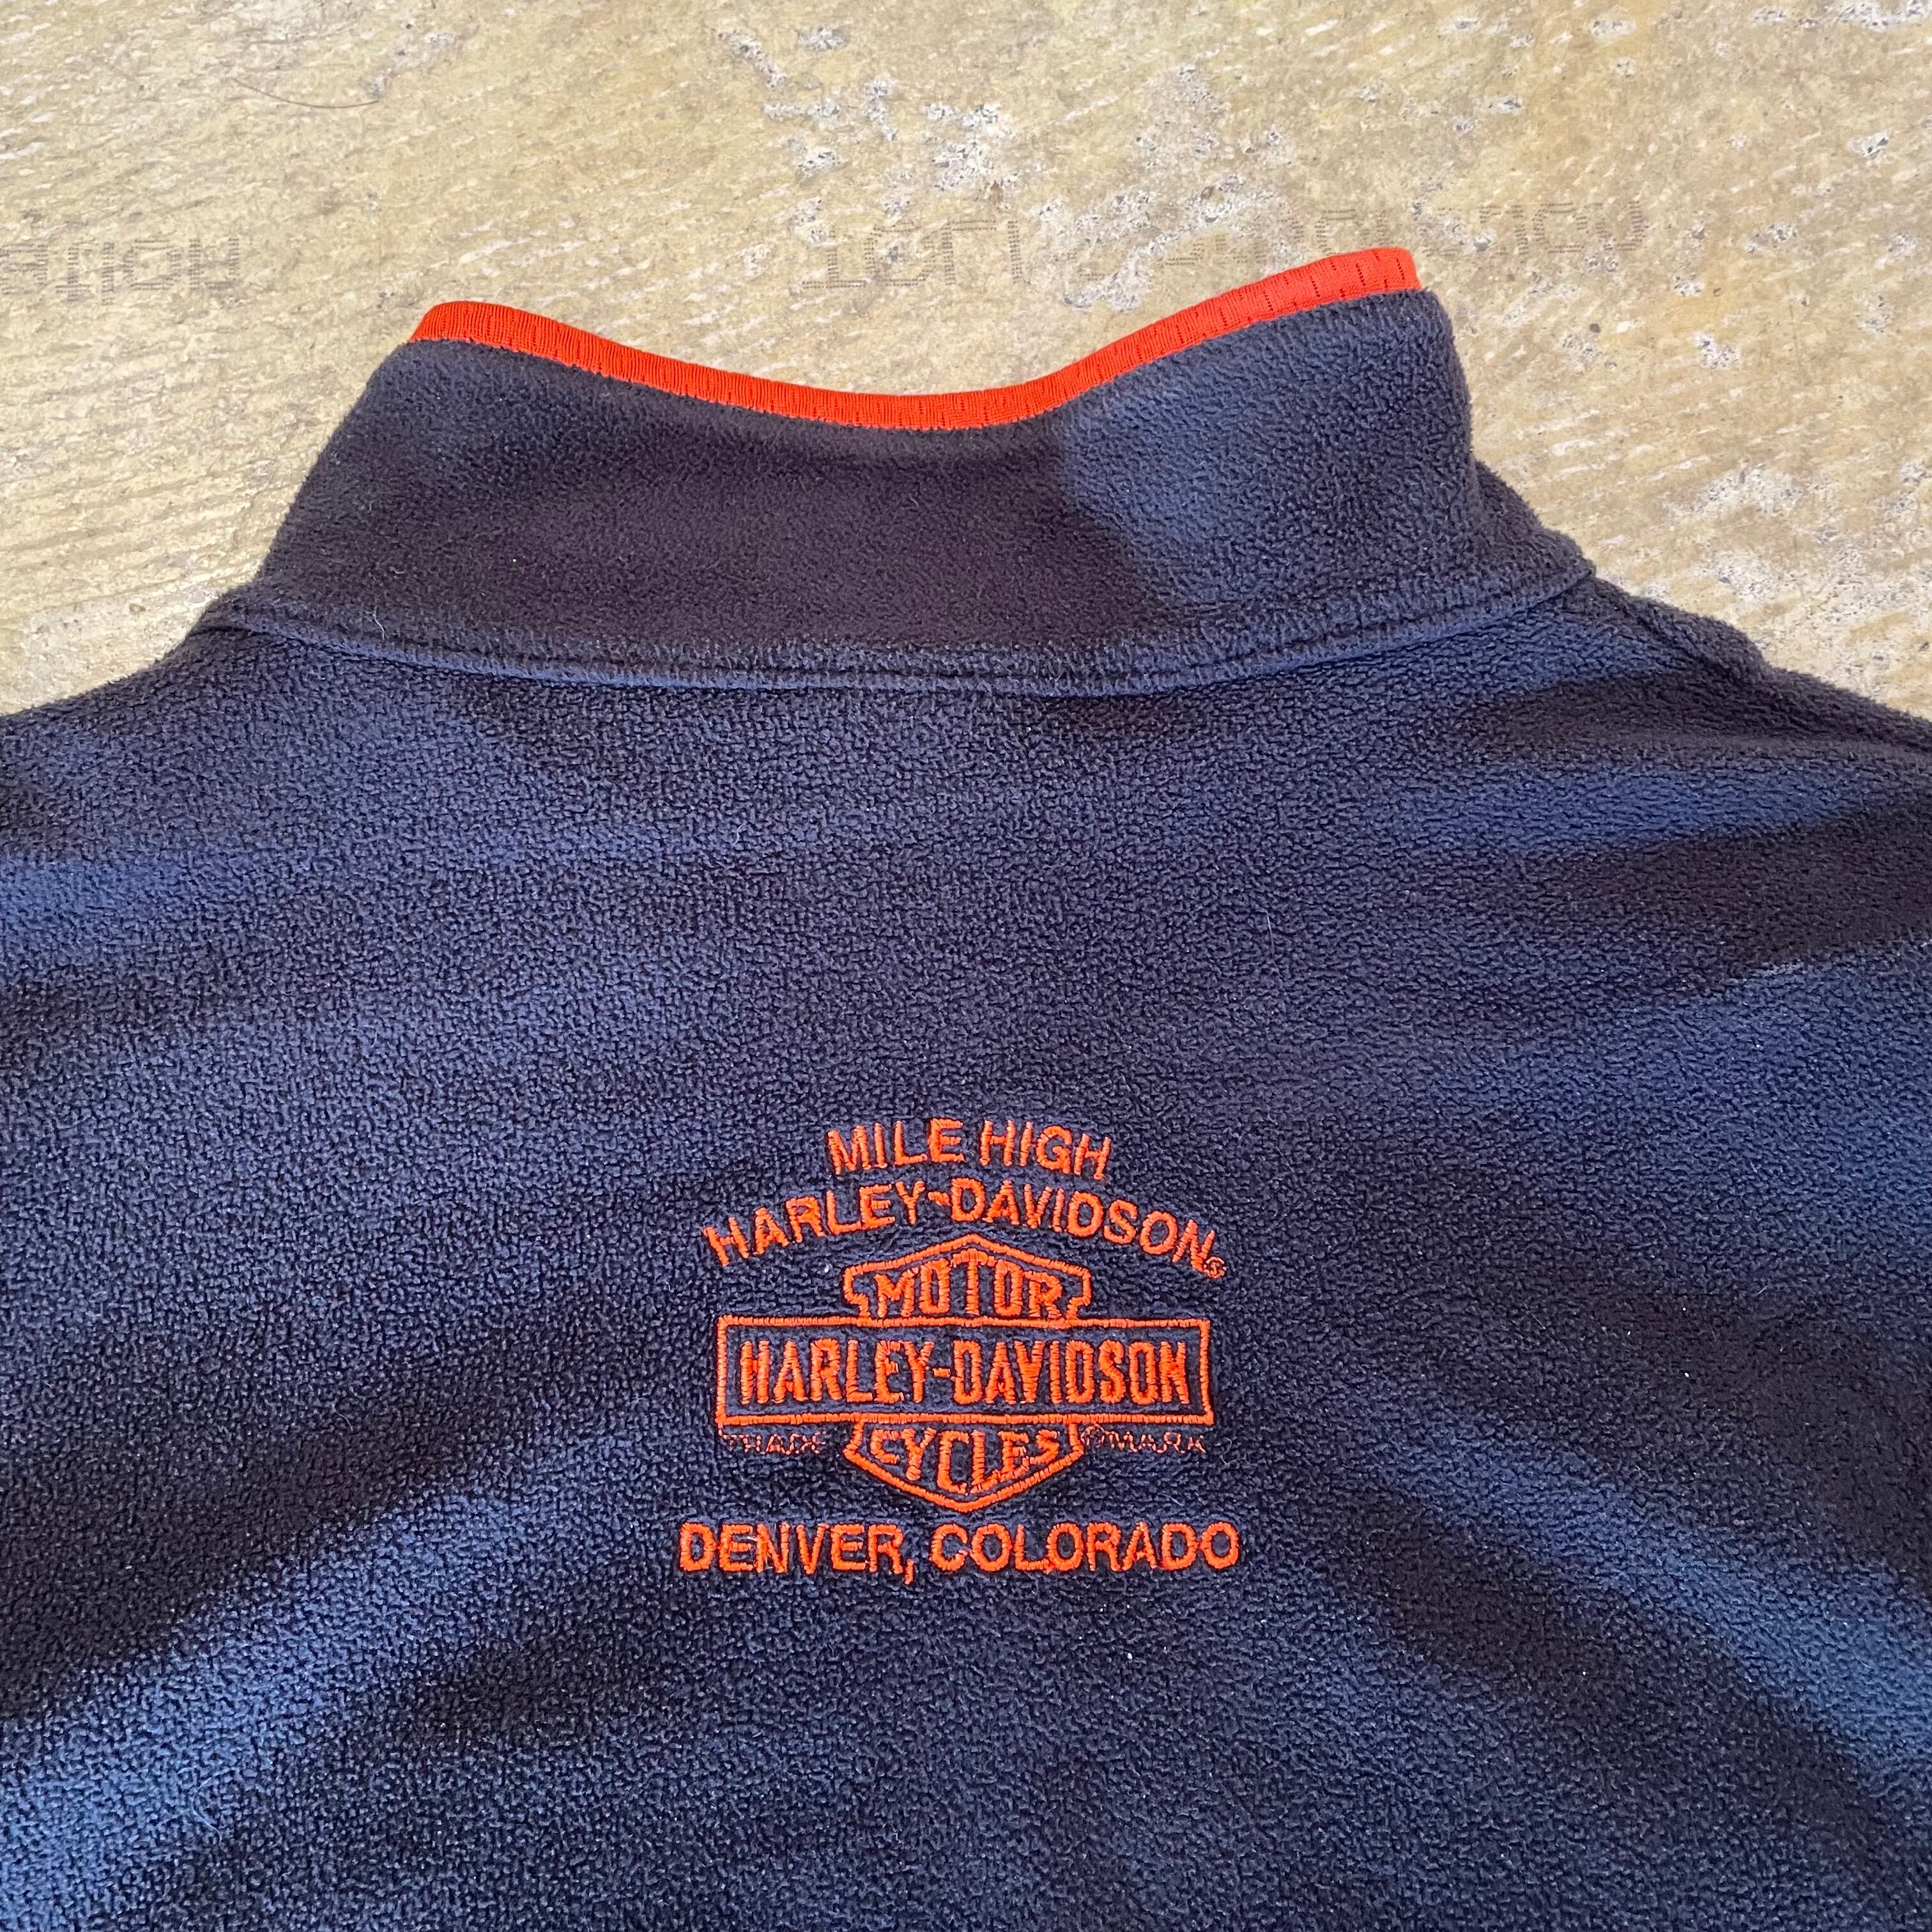 MILE HIGH
HARLEY-DAVIDSON
MOTOR
HARLEY-DAVIDSON
TRADE ® MARK
CYCLES
DENVER, COLORADO